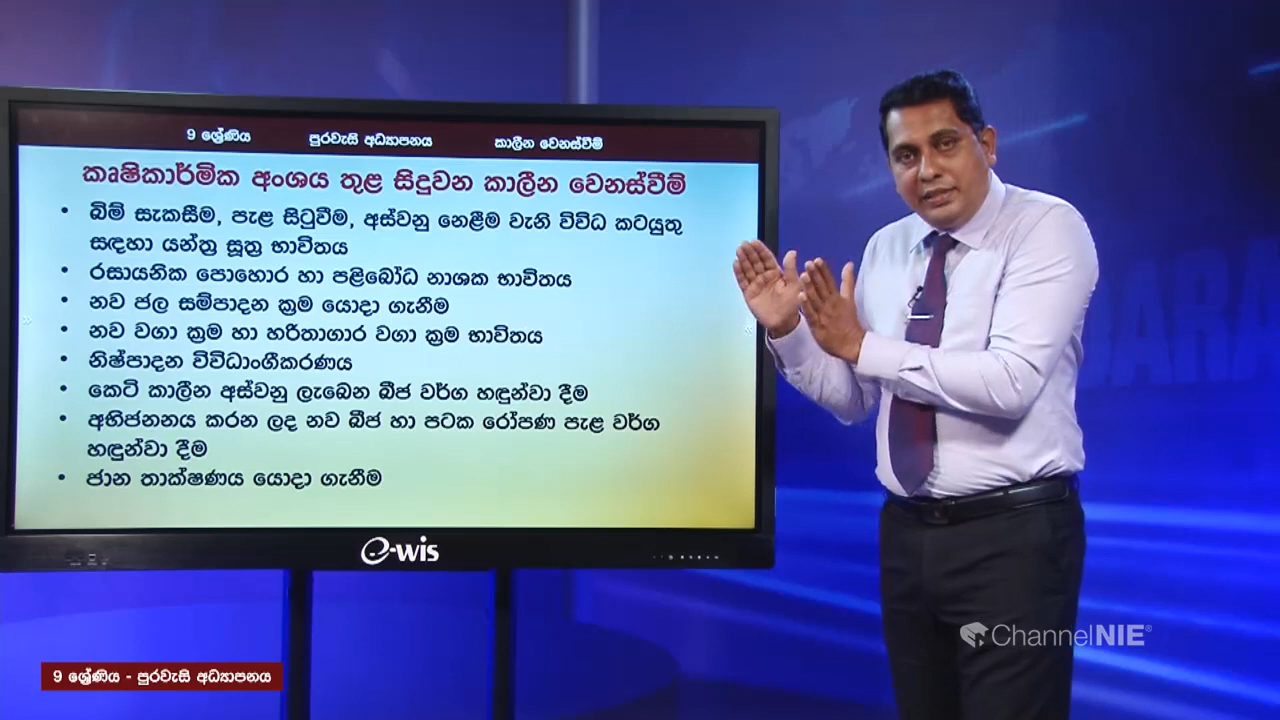 9 ශ්‍රේණිය පුරවැසි අධ්‍යාපනය කාලීන වෙනස්වීම්
කෘෂිකාර්මික අංශය තුළ සිදුවන කාලීන වෙනස්වීම්
• බිම් සැකසීම, පැළ සිටුවීම, අස්වනු නෙළීම වැනි විවිධ කටයුතු
සඳහා යන්ත්‍ර සූත්‍ර භාවිතය
• රසායනික පොහොර හා පළිබෝධ නාශක භාවිතය
• නව ජල සම්පාදන ක්‍රම යොදා ගැනීම
• නව වගා ක්‍රම හා හරිතාගාර වගා ක්‍රම භාවිතය
• නිෂ්පාදන විවිධාංගීකරණය
• කෙටි කාලීන අස්වනු ලැබෙන බීජ වර්ග හඳුන්වා දීම
• අභිජනනය කරන ලද නව බීජ හා පටක රෝපණ පැළ වර්ග
හඳුන්වා දීම
• ජාන තාක්ෂණය යොදා ගැනීම
e-wis
ChannelNIE®
9 ශ්‍රේණිය - පුරවැසි අධ්‍යාපනය